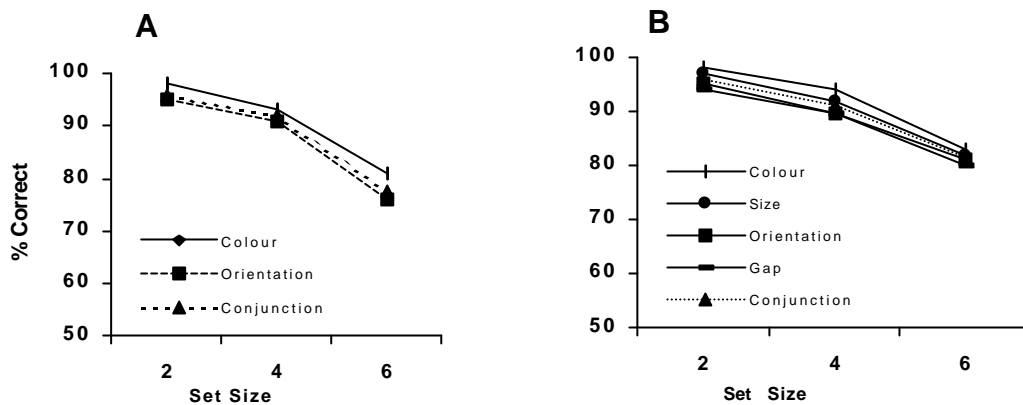 A
100
90
80
70
60
50
% Correct
Colour
Orientation
Conjunction
2 4 6
Set Size
B
100
90
80
70
60
50
Colour
Size
Orientation
Gap
Conjunction
2 4 6
Set Size